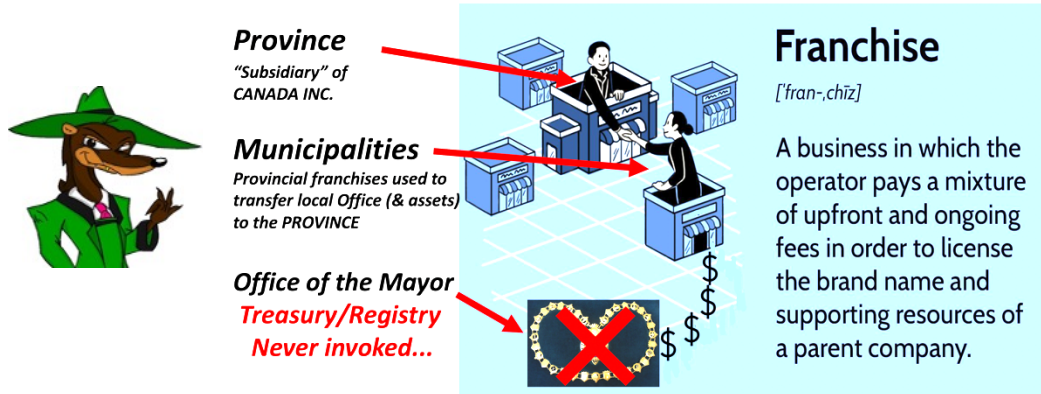 Province
“Subsidiary” of
CANADA INC.
Municipalities
Provincial franchises used to
transfer local Office (& assets)
to the PROVINCE
Office of the Mayor
Treasury/Registry
Never invoked...
$
$
$
$
Franchise
[ˈfran-ˌchīz]
A business in which the
operator pays a mixture
of upfront and ongoing
fees in order to license
the brand name and
supporting resources of
a parent company.